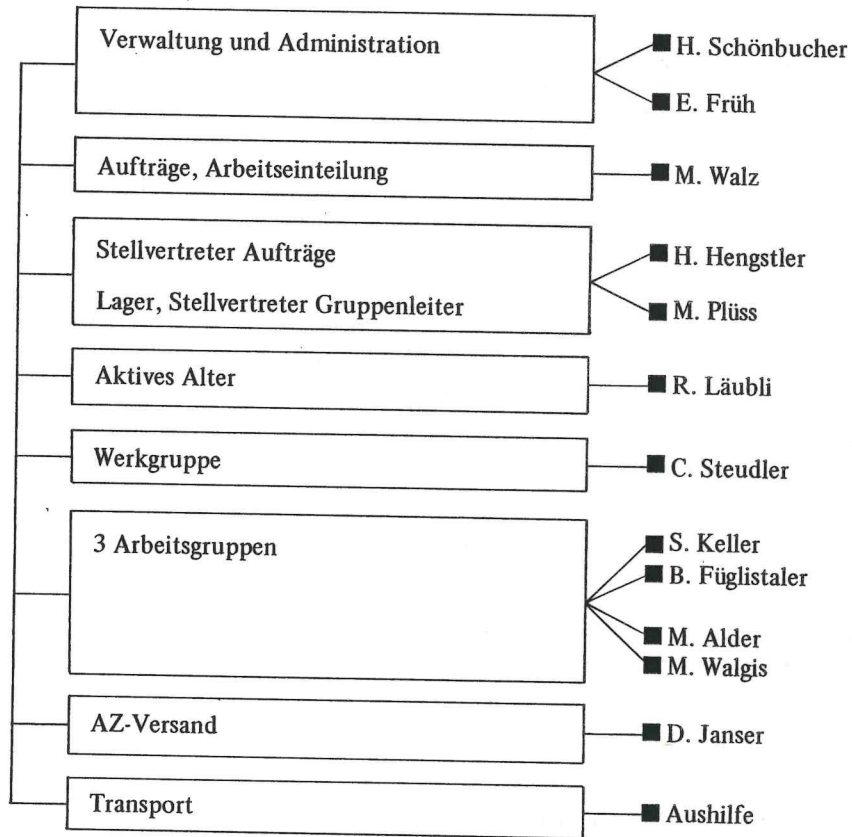 Verwaltung und Administration
H. Schönbucher
E. Früh
Aufträge, Arbeitseinteilung
M. Walz
Stellvertreter Aufträge
Lager, Stellvertreter Gruppenleiter
H. Hengstler
M. Plüss
Aktives Alter
R. Läubli
Werkgruppe
C. Steudler
3 Arbeitsgruppen
S. Keller
B. Füglistaler
M. Alder
M. Walgis
AZ-Versand
D. Janser
Transport
Aushilfe